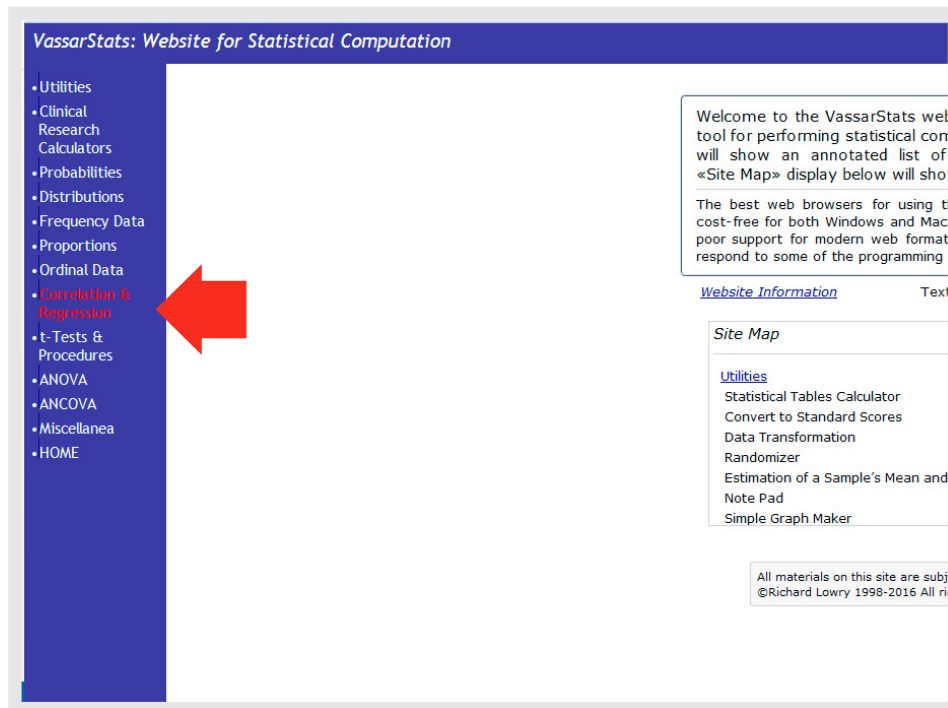 VassarStats: Website for Statistical Computation
•Utilities
•Clinical
Research
Calculators
•Probabilities
•Distributions
•Frequency Data
•Proportions
•Ordinal Data
•Correlation &
Regression
•t-Tests &
Procedures
•ANOVA
•ANCOVA
•Miscellanea
•HOME
Welcome to the VassarStats web
tool for performing statistical com
will show an annotated list of
«Site Map» display below will sho
The best web browsers for using t
cost-free for both Windows and Mac
poor support for modern web format
respond to some of the programming
Website Information Text
Site Map
Utilities
Statistical Tables Calculator
Convert to Standard Scores
Data Transformation
Randomizer
Estimation of a Sample's Mean and
Note Pad
Simple Graph Maker
All materials on this site are subj
©Richard Lowry 1998-2016 All ri